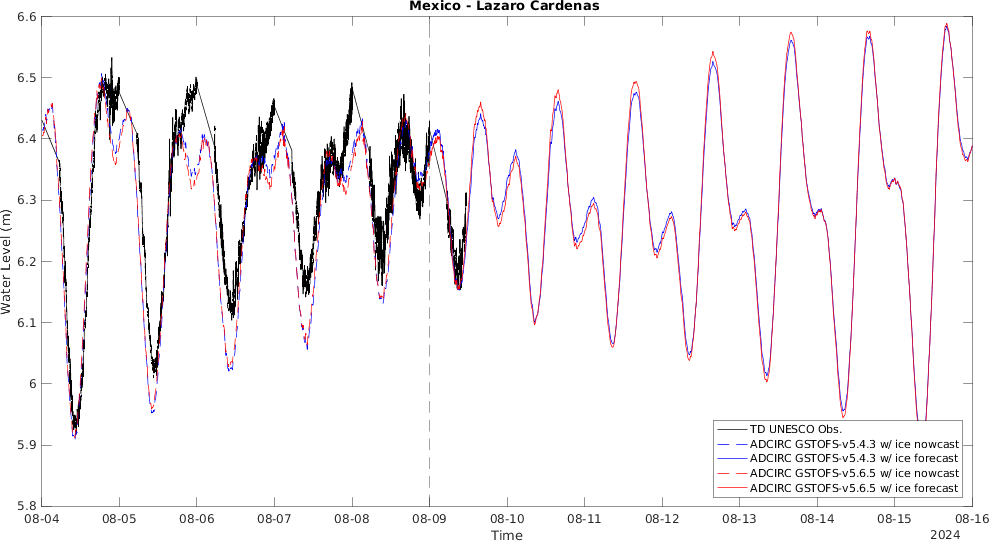 Mexico - Lazaro Cardenas
6.6
6.5
6.4
6.3
6.2
6.1
6
5.9
5.8
Water Level (m)
TD UNESCO Obs.
ADCIRC GSTOFS-v5.4.3 w/ ice nowcast
ADCIRC GSTOFS-v5.4.3 w/ ice forecast
ADCIRC GSTOFS-v5.6.5 w/ ice nowcast
ADCIRC GSTOFS-v5.6.5 w/ ice forecast
08-04 08-05 08-06 08-07 08-08 08-09 08-10 08-11 08-12 08-13 08-14 08-15 08-16
Time
2024